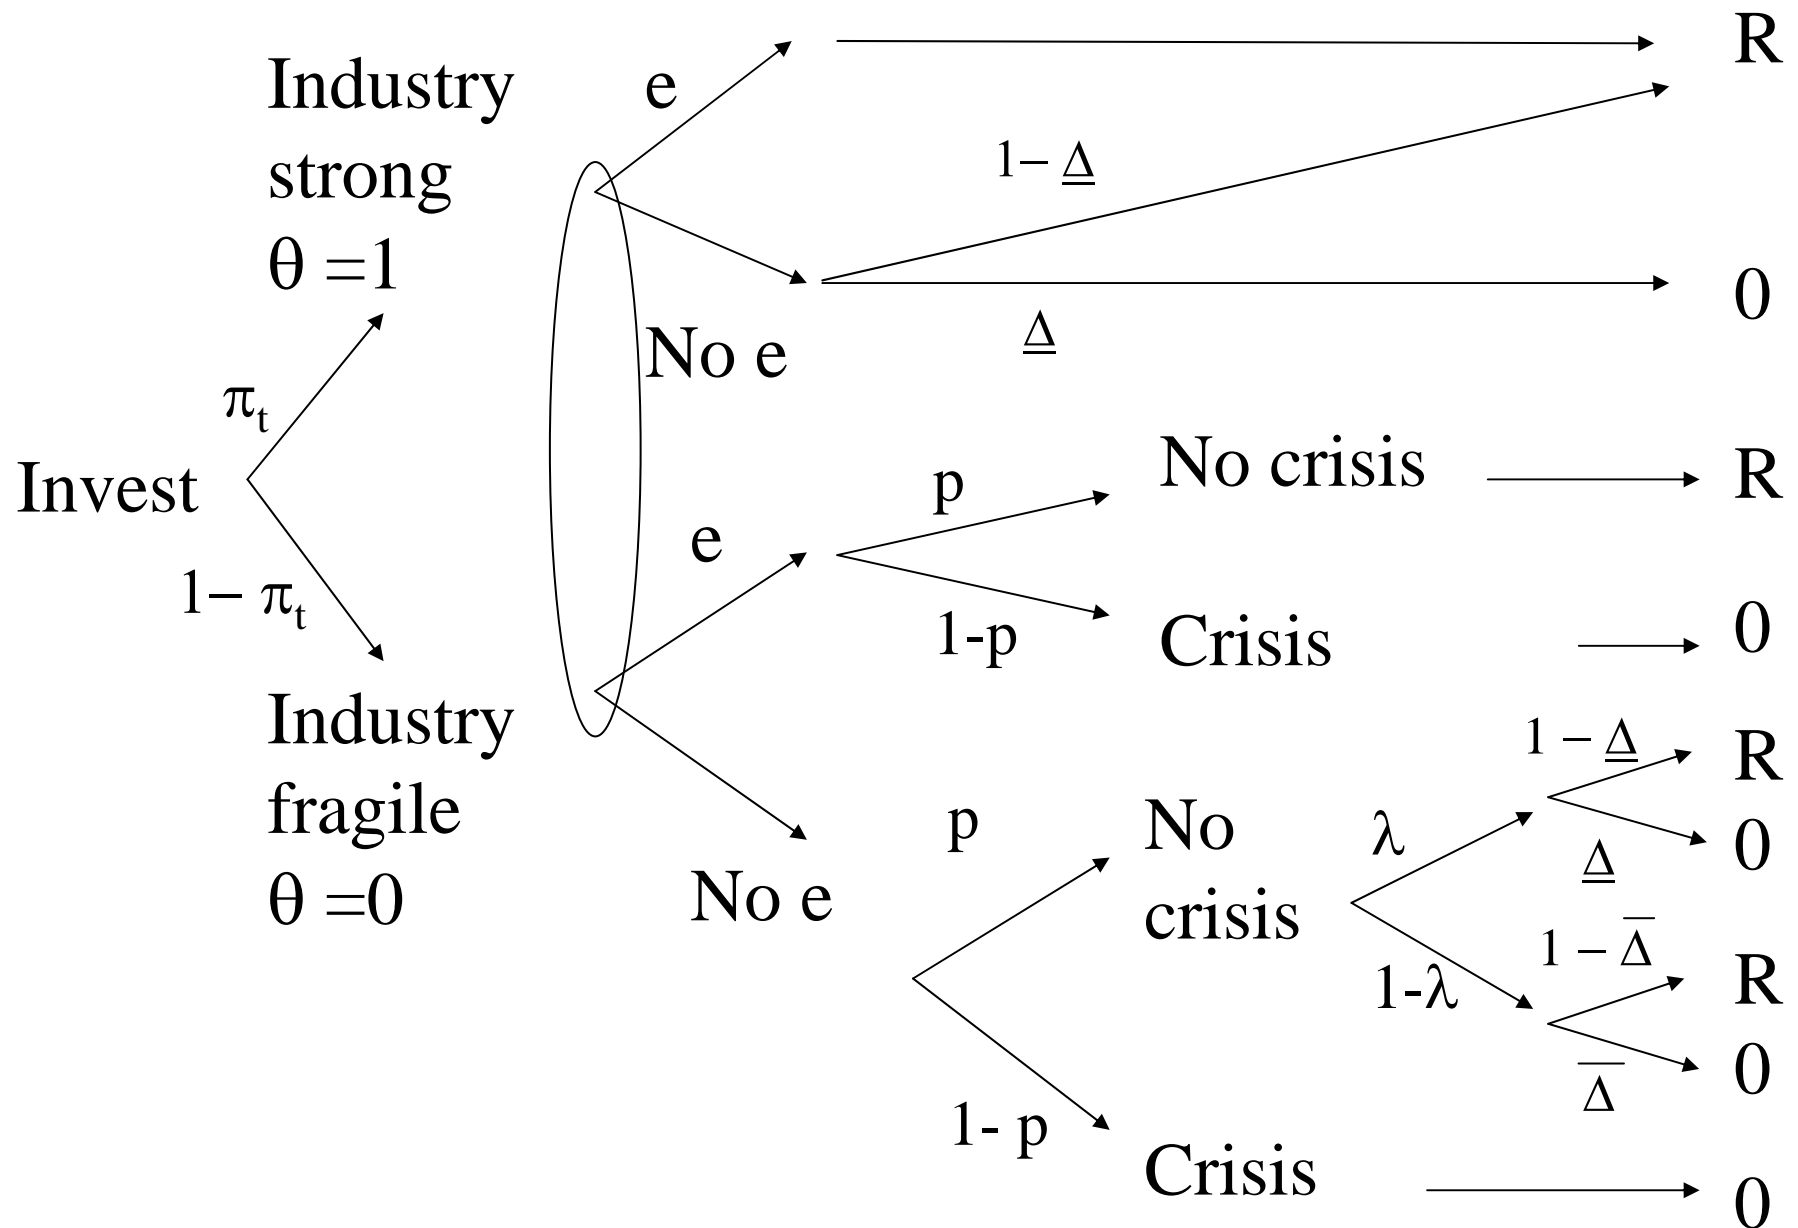 R
Industry
strong
θ =1
e
1− Δ̲
0
No e
Δ̲
π_t
Invest
No crisis
R
p
e
1− π_t
1-p
Crisis
0
Industry
fragile
θ =0
1 − Δ̲
R
p
No
crisis
λ
0
Δ̲
No e
1 − Δ̅
R
1-λ
0
Δ̅
1- p
Crisis
0